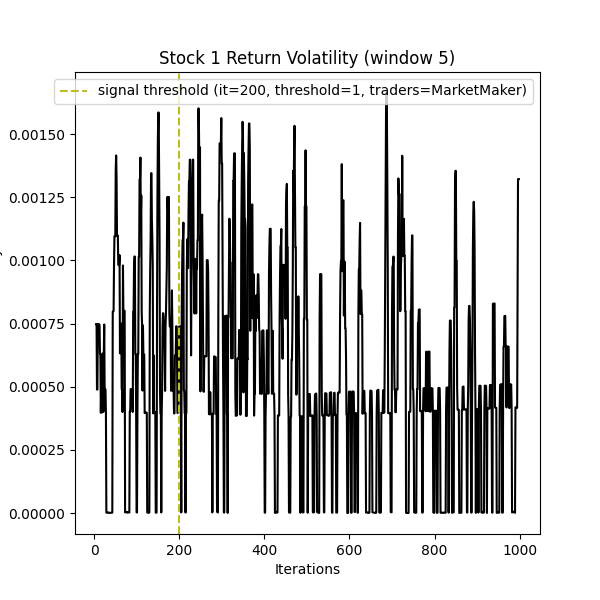 Stock 1 Return Volatility (window 5)
signal threshold (it=200, threshold=1, traders=MarketMaker)
0.00150
0.00125
0.00100
0.00075
0.00050
0.00025
0.00000
0 200 400 600 800 1000
Iterations